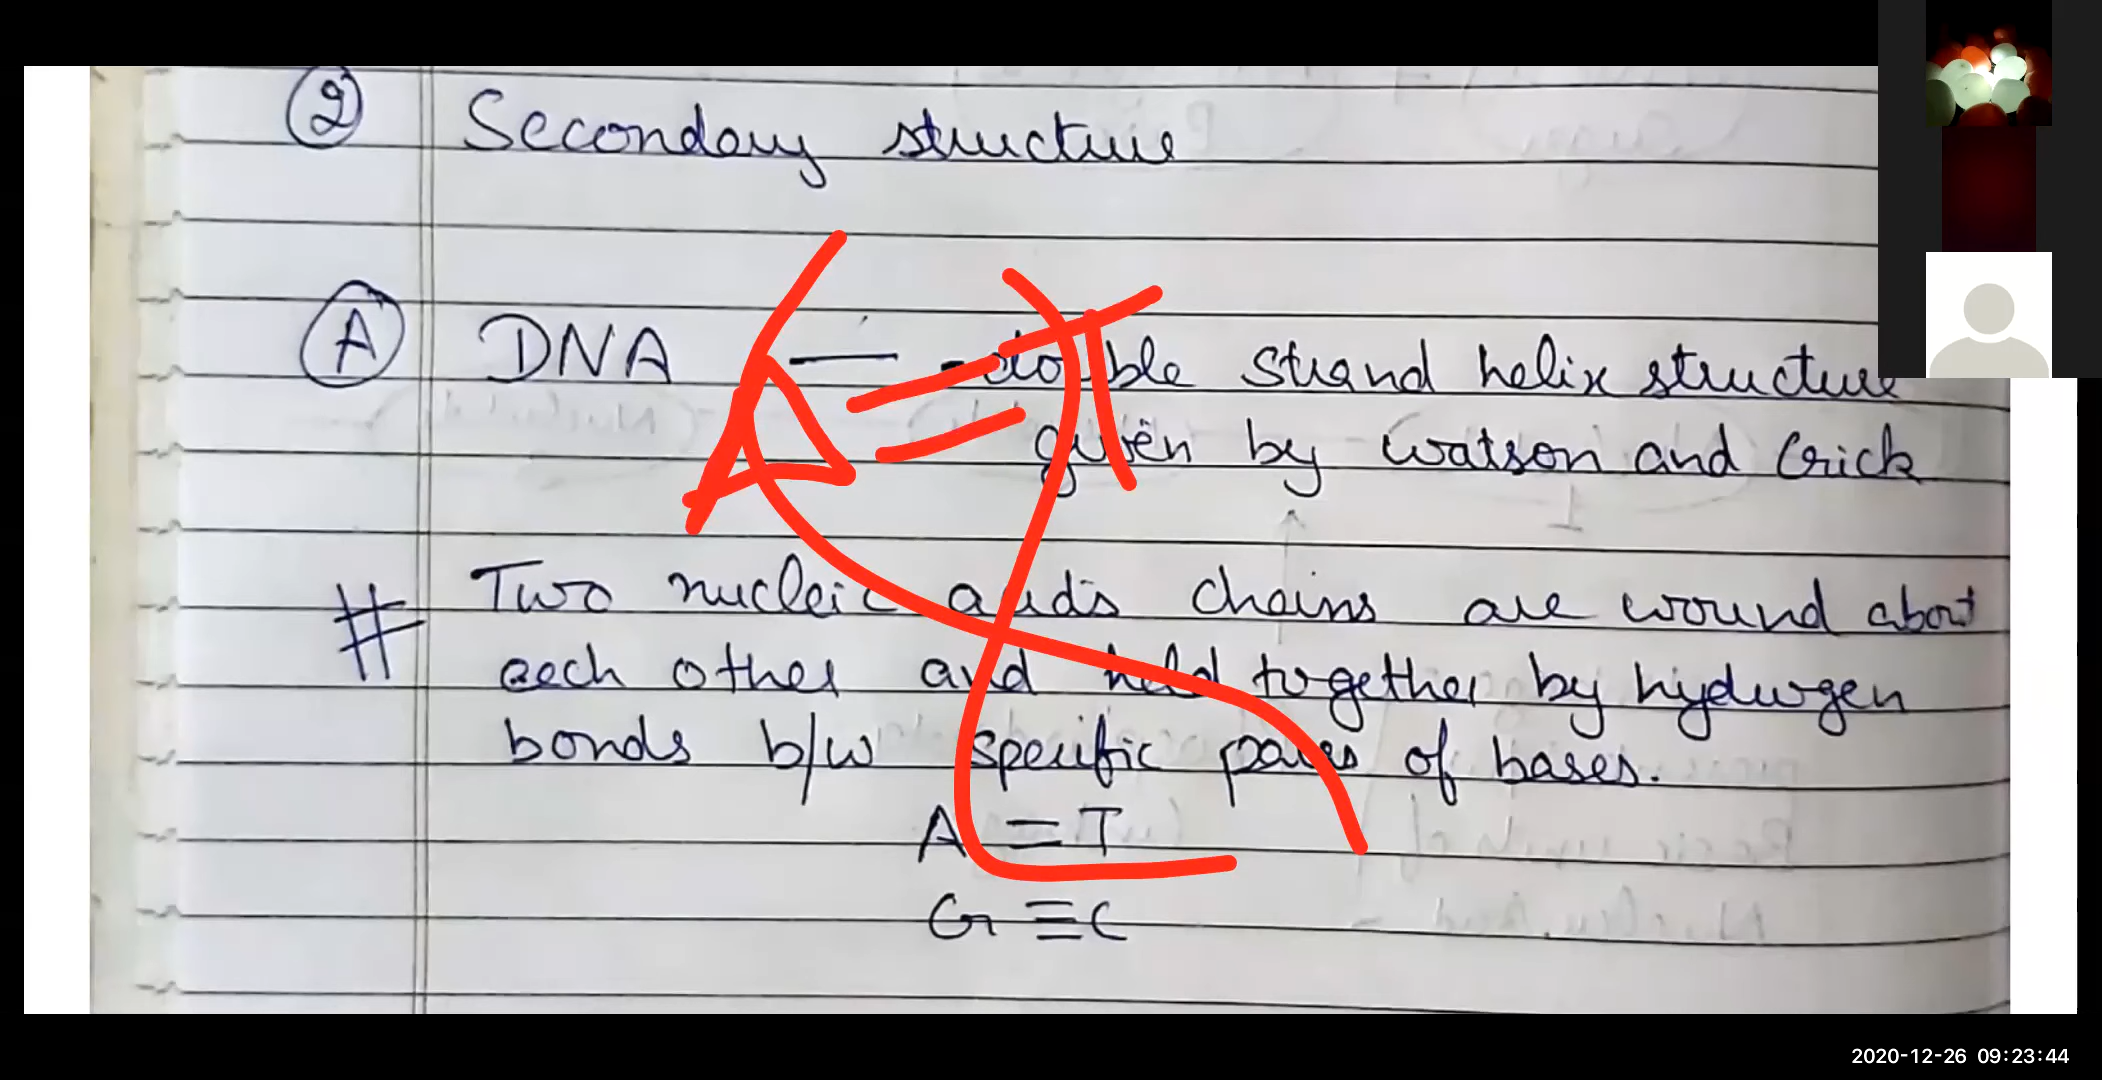 ② Secondary structure
Ⓐ DNA — double strand helix structure
given by Watson and Crick
# Two nucleic acids chains are wound about
each other and held together by hydrogen
bonds b/w specific pairs of bases.
A = T
G ≡ C
A = T
2020-12-26 09:23:44